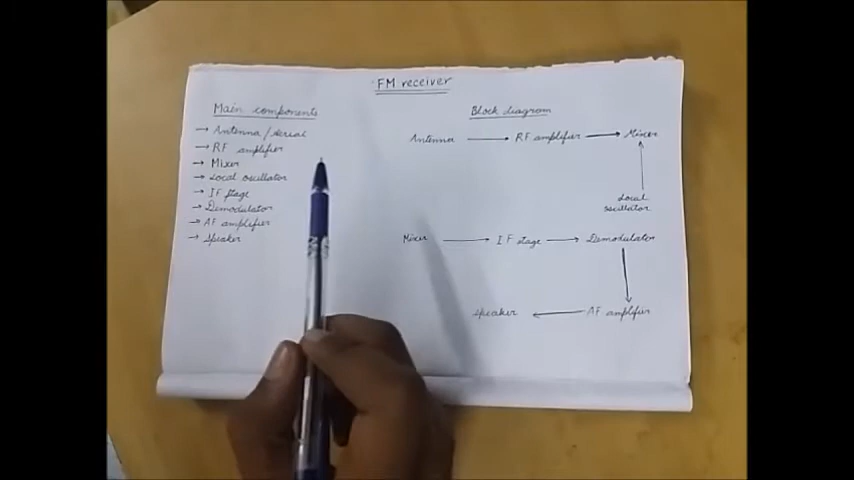 FM receiver
Main components
→ Antenna/Aerial
→ RF amplifier
→ Mixer
→ Local oscillator
→ IF stage
→ Demodulator
→ AF amplifier
→ Speaker
Block diagram
Antenna → RF amplifier → Mixer
Local
oscillator
Mixer → IF stage → Demodulator
Speaker ← AF amplifier